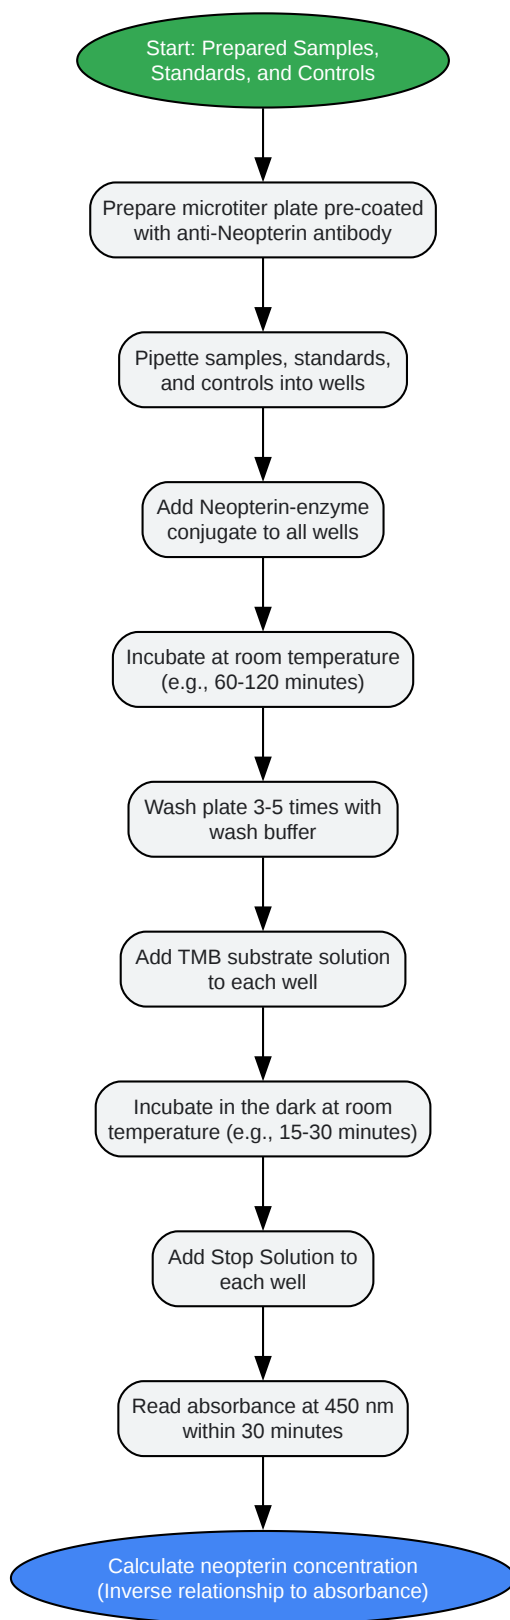 Start: Prepared Samples,
Standards, and Controls
Prepare microtiter plate pre-coated
with anti-Neopterin antibody
Pipette samples, standards,
and controls into wells
Add Neopterin-enzyme
conjugate to all wells
Incubate at room temperature
(e.g., 60-120 minutes)
Wash plate 3-5 times with
wash buffer
Add TMB substrate solution
to each well
Incubate in the dark at room
temperature (e.g., 15-30 minutes)
Add Stop Solution to
each well
Read absorbance at 450 nm
within 30 minutes
Calculate neopterin concentration
(Inverse relationship to absorbance)